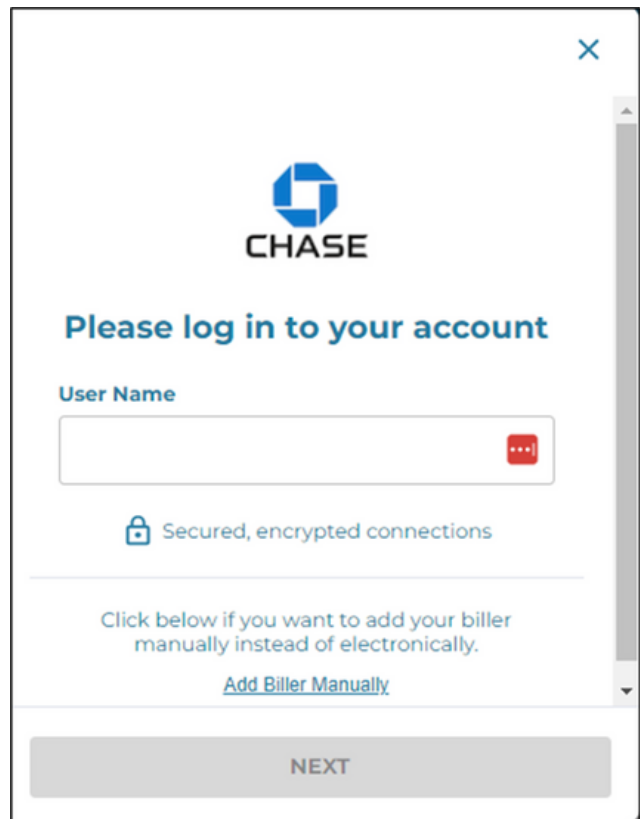 CHASE
Please log in to your account
User Name
Secured, encrypted connections
Click below if you want to add your biller
manually instead of electronically.
Add Biller Manually
NEXT